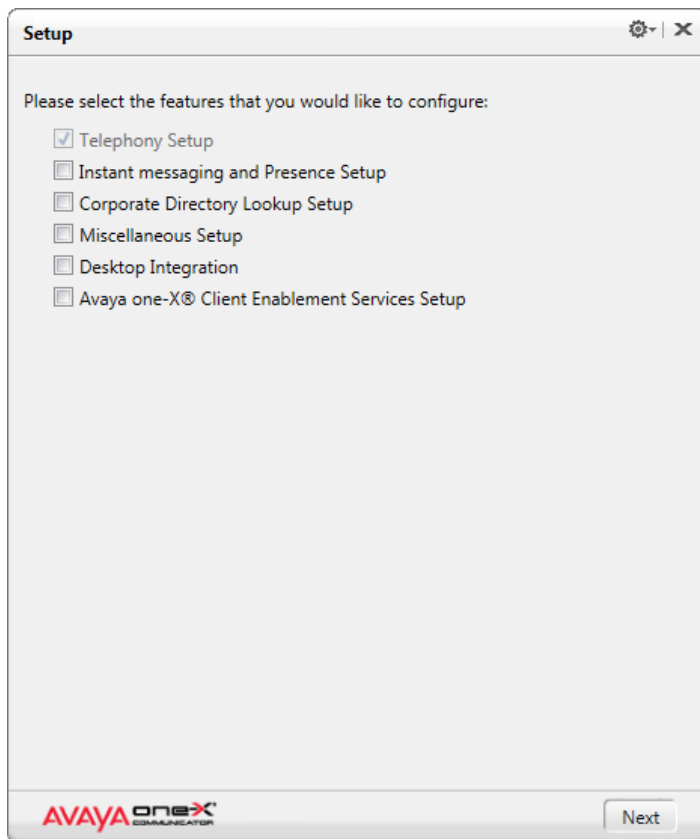 Setup
Please select the features that you would like to configure:
Telephony Setup
Instant messaging and Presence Setup
Corporate Directory Lookup Setup
Miscellaneous Setup
Desktop Integration
Avaya one-X® Client Enablement Services Setup
AVAYA one-X®
COMMUNICATOR
Next